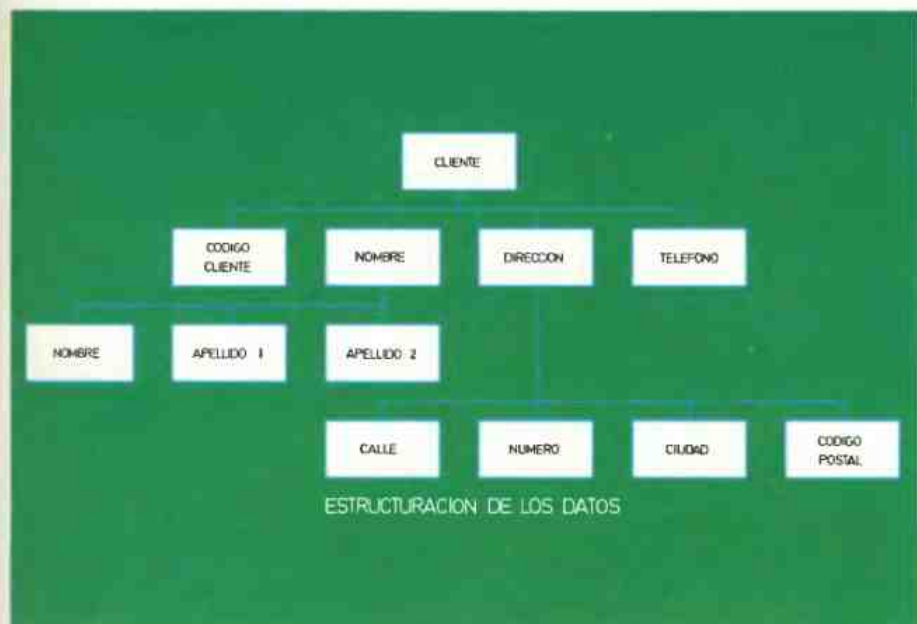 CLIENTE
CODIGO
CLIENTE
NOMBRE
DIRECCION
TELEFONO
NOMBRE
APELLIDO 1
APELLIDO 2
CALLE
NUMERO
CIUDAD
CODIGO
POSTAL
ESTRUCTURACION DE LOS DATOS